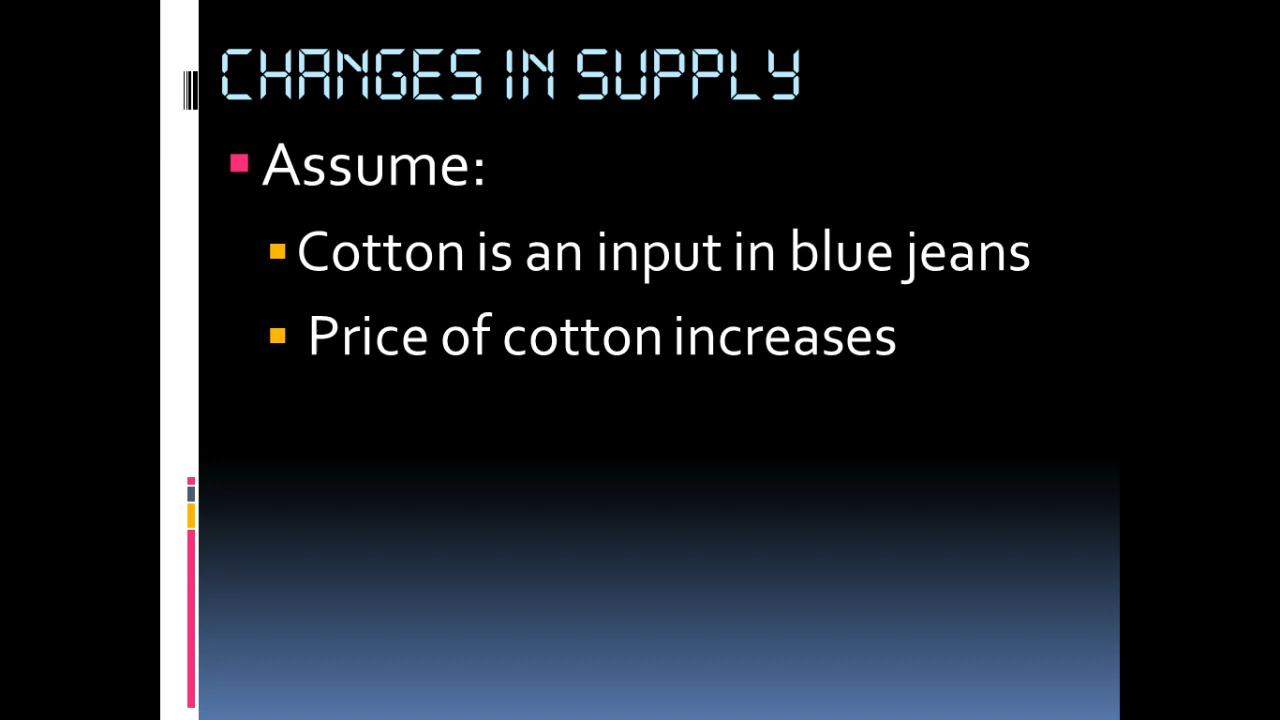 CHANGES IN SUPPLY
Assume:
Cotton is an input in blue jeans
Price of cotton increases